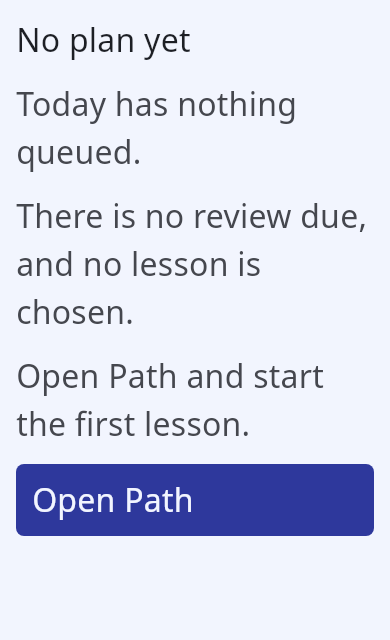 No plan yet
Today has nothing
queued.
There is no review due,
and no lesson is
chosen.
Open Path and start
the first lesson.
Open Path